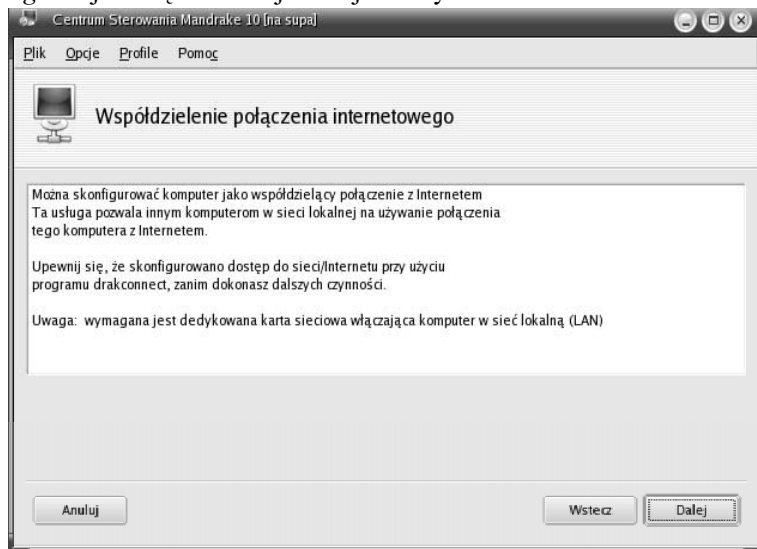 Centrum Sterowania Mandrake 10 [na supa]
Plik Opcje Profile Pomoc
Współdzielenie połączenia internetowego
Można skonfigurować komputer jako współdzielący połączenie z Internetem
Ta usługa pozwala innym komputerom w sieci lokalnej na używanie połączenia
tego komputera z Internetem.
Upewnij się, że skonfigurowano dostęp do sieci/Internetu przy użyciu
programu drakconnect, zanim dokonasz dalszych czynności.
Uwaga: wymagana jest dedykowana karta sieciowa włączająca komputer w sieć lokalną (LAN)
Anuluj Wstecz Dalej